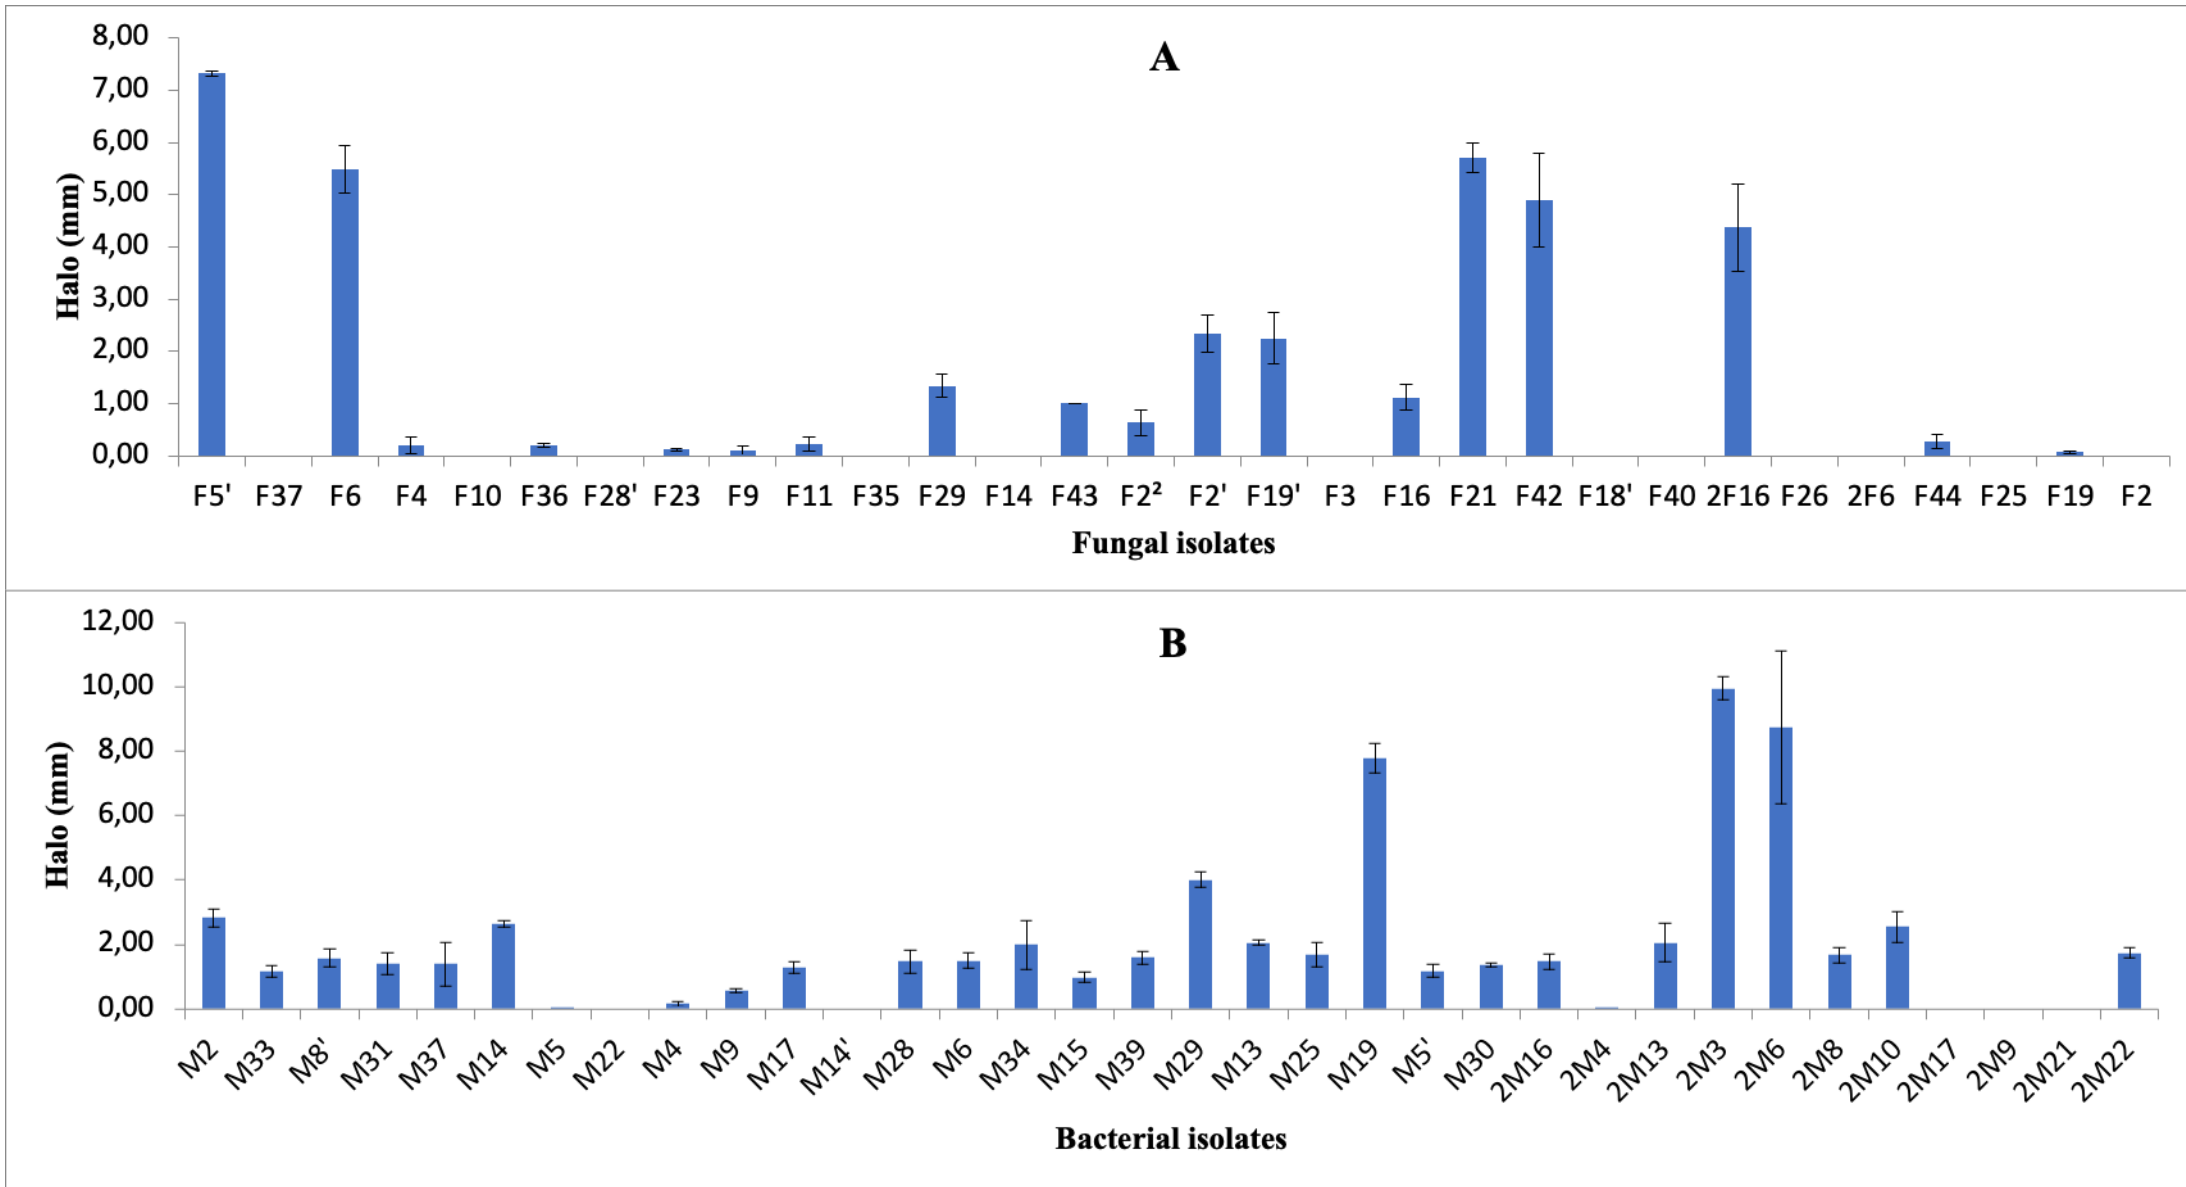 A
8,00
7,00
6,00
5,00
4,00
3,00
2,00
1,00
0,00
Halo (mm)
F5' F37 F6 F4 F10 F36 F28' F23 F9 F11 F35 F29 F14 F43 F2² F2' F19' F3 F16 F21 F42 F18' F40 2F16 F26 2F6 F44 F25 F19 F2
Fungal isolates
B
12,00
10,00
8,00
6,00
4,00
2,00
0,00
Halo (mm)
M2 M33 M8' M31 M37 M14 M5 M22 M4 M9 M17 M14' M28 M6 M34 M15 M39 M29 M13 M25 M19 M5' M30 2M16 2M4 2M13 2M3 2M6 2M8 2M10 2M17 2M9 2M21 2M22
Bacterial isolates